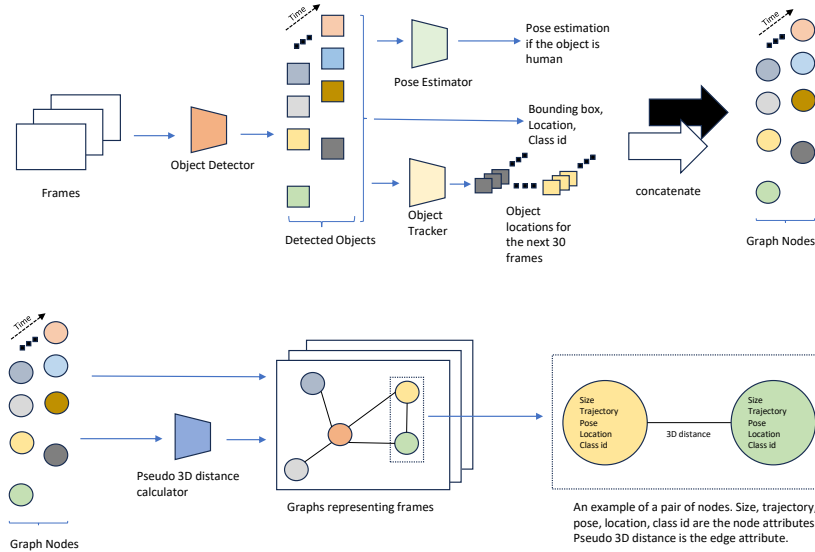 Time
Pose estimation
if the object is
human
Pose Estimator
Bounding box,
Location,
Class id
Object Detector
Frames
concatenate
Object
Tracker
Object
locations for
the next 30
frames
Detected Objects
Time
Graph Nodes
Time
Size
Trajectory
Pose
Location
Class id
3D distance
Size
Trajectory
Pose
Location
Class id
Pseudo 3D distance
calculator
Graphs representing frames
Graph Nodes
An example of a pair of nodes. Size, trajectory,
pose, location, class id are the node attributes
Pseudo 3D distance is the edge attribute.